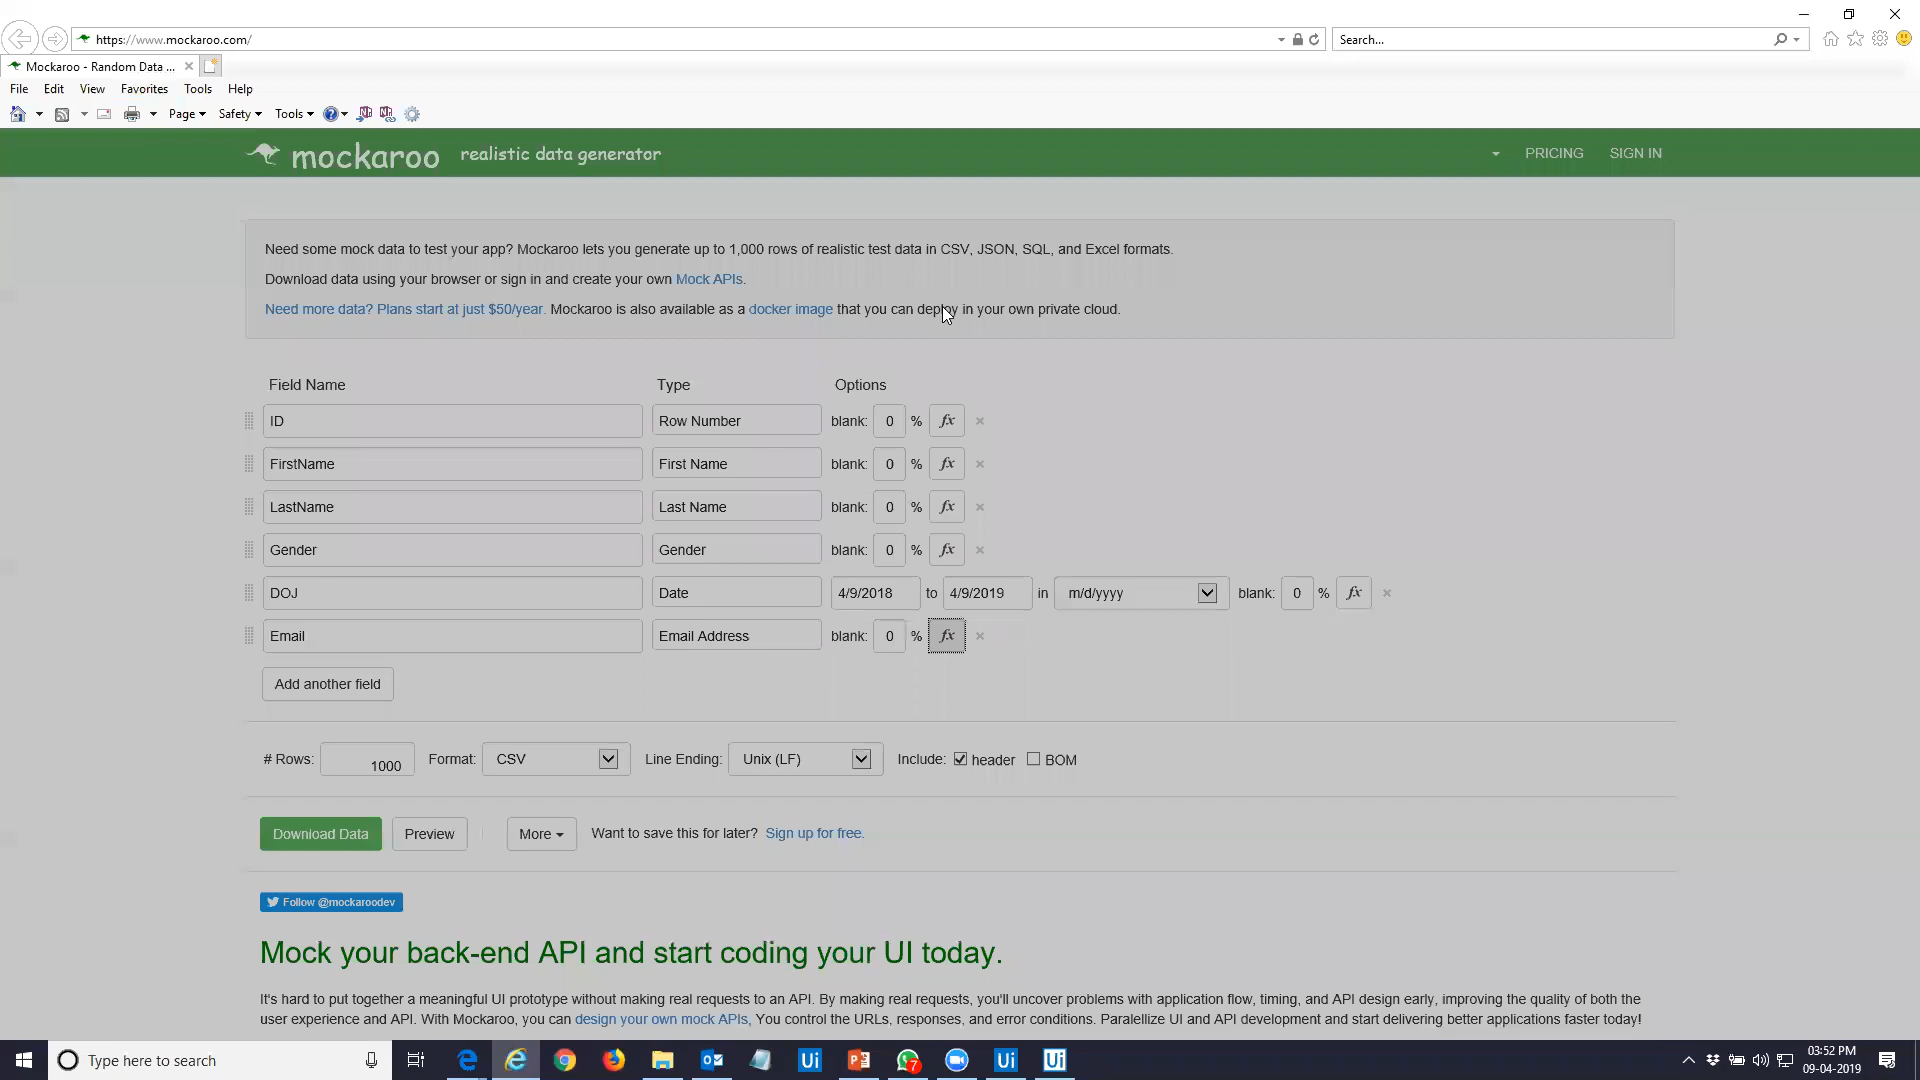 https://www.mockaroo.com/
Search...
Mockaroo - Random Data ...
File Edit View Favorites Tools Help
Page Safety Tools
mockaroo realistic data generator PRICING SIGN IN
Need some mock data to test your app? Mockaroo lets you generate up to 1,000 rows of realistic test data in CSV, JSON, SQL, and Excel formats.
Download data using your browser or sign in and create your own Mock APIs.
Need more data? Plans start at just $50/year. Mockaroo is also available as a docker image that you can deploy in your own private cloud.
Field Name Type Options
ID Row Number blank: 0 % fx ×
FirstName First Name blank: 0 % fx ×
LastName Last Name blank: 0 % fx ×
Gender Gender blank: 0 % fx ×
DOJ Date 4/9/2018 to 4/9/2019 in m/d/yyyy blank: 0 % fx ×
Email Email Address blank: 0 % fx ×
Add another field
# Rows: 1000 Format: CSV Line Ending: Unix (LF) Include: header BOM
Download Data Preview More Want to save this for later? Sign up for free.
Follow @mockaroodev
Mock your back-end API and start coding your UI today.
It's hard to put together a meaningful UI prototype without making real requests to an API. By making real requests, you'll uncover problems with application flow, timing, and API design early, improving the quality of both the
user experience and API. With Mockaroo, you can design your own mock APIs, You control the URLs, responses, and error conditions. Paralellize UI and API development and start delivering better applications faster today!
Type here to search Ui 7 Ui Ui 03:52 PM
09-04-2019